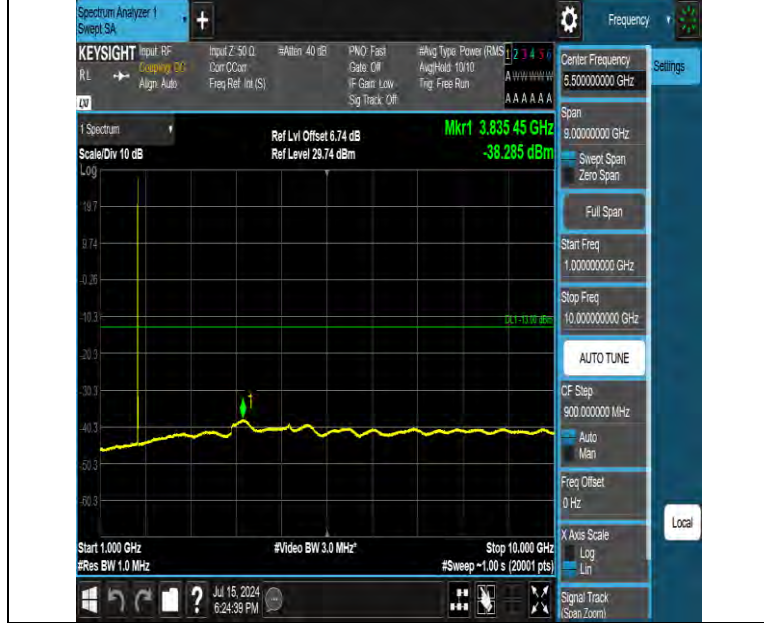 Spectrum Analyzer 1
Swept SA
+
Frequency
KEYSIGHT
RL
LXI
Input: RF
Coupling: DC
Align: Auto
Input Z: 50 Ω
Corr CCorr
Freq Ref: Int (S)
#Atten: 40 dB
PNO: Fast
Gate: Off
IF Gain: Low
Sig Track: Off
#Avg Type: Power (RMS
Avg|Hold: 10/10
Trig: Free Run
1 2 3 4 5 6
A W W W W W
A A A A A A
1 Spectrum
Scale/Div 10 dB
Log
Ref Lvl Offset 6.74 dB
Ref Level 29.74 dBm
Mkr1 3.835 45 GHz
-38.285 dBm
19.7
9.74
-0.26
-10.3
DL1 -13.00 dBm
-20.3
-30.3
1
-40.3
-50.3
-60.3
Start 1.000 GHz
#Res BW 1.0 MHz
#Video BW 3.0 MHz*
Stop 10.000 GHz
#Sweep ~1.00 s (20001 pts)
?
Jul 15, 2024
6:24:39 PM
Center Frequency
5.500000000 GHz
Settings
Span
9.00000000 GHz
Swept Span
Zero Span
Full Span
Start Freq
1.000000000 GHz
Stop Freq
10.000000000 GHz
AUTO TUNE
CF Step
900.000000 MHz
Auto
Man
Freq Offset
0 Hz
X Axis Scale
Log
Lin
Signal Track
(Span Zoom)
Local